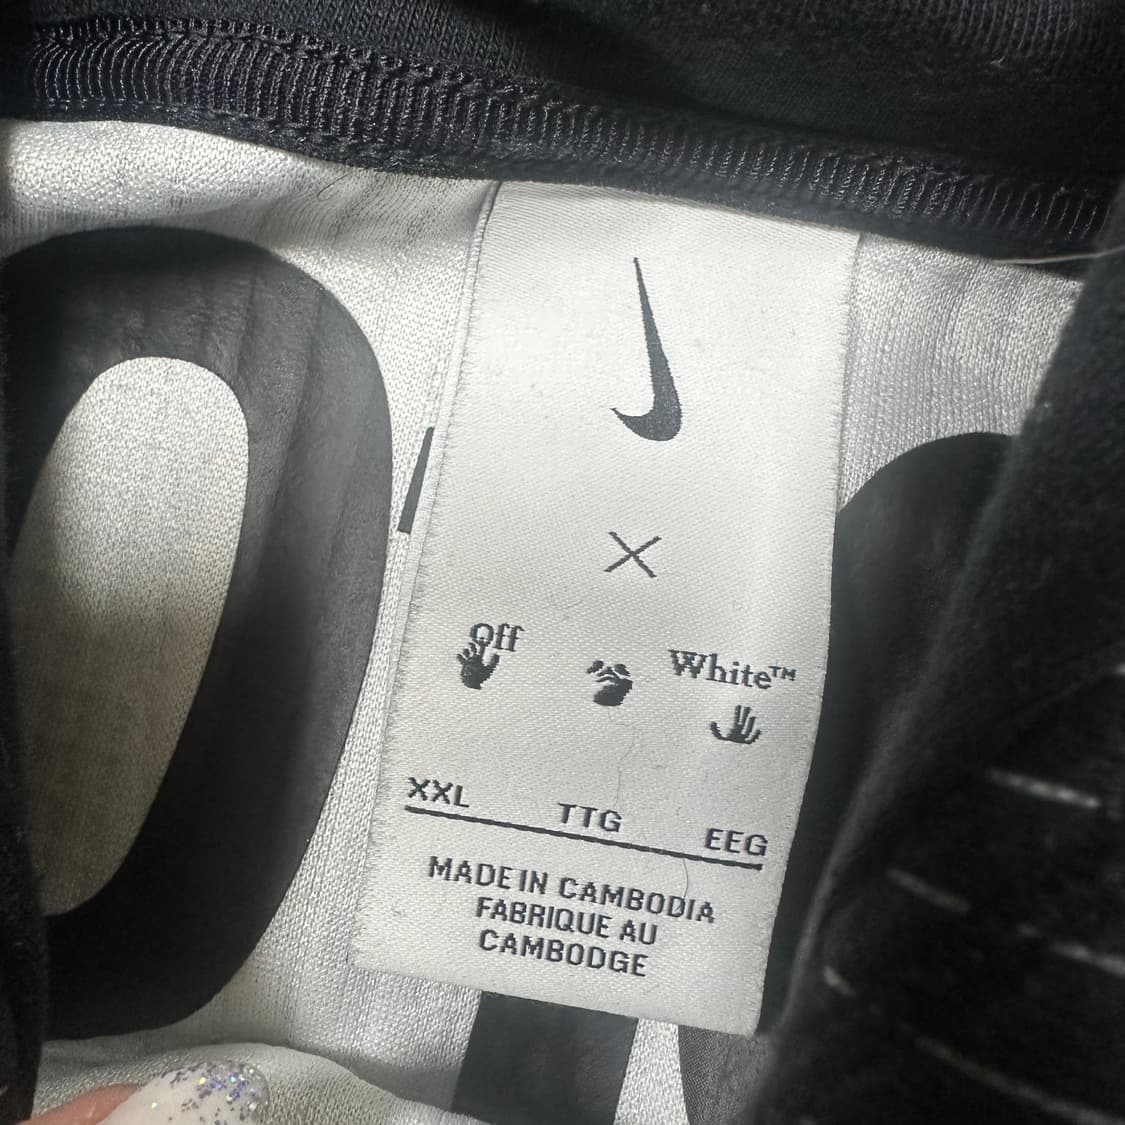 X
Off White™
XXL TTG EEG
MADE IN CAMBODIA
FABRIQUE AU
CAMBODGE